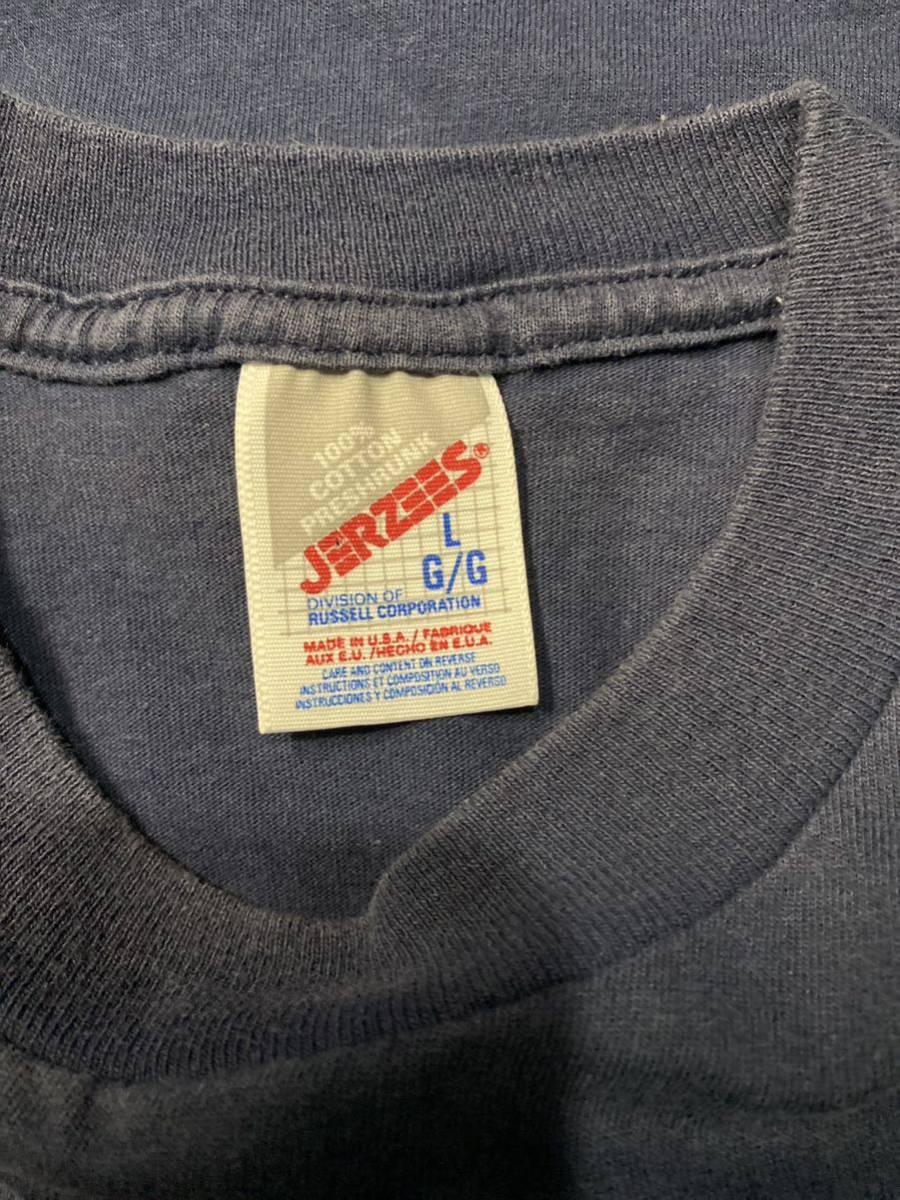 100%
COTTON
PRESHRUNK
JERZEES®
L
G/G
DIVISION OF
RUSSELL CORPORATION
MADE IN U.S.A. / FABRIQUE
AUX E.U. /HECHO EN E.U.A.
CARE AND CONTENT ON REVERSE
INSTRUCTIONS ET COMPOSITION AU VERSO
INSTRUCCIONES Y COMPOSICIÓN AL REVERSO